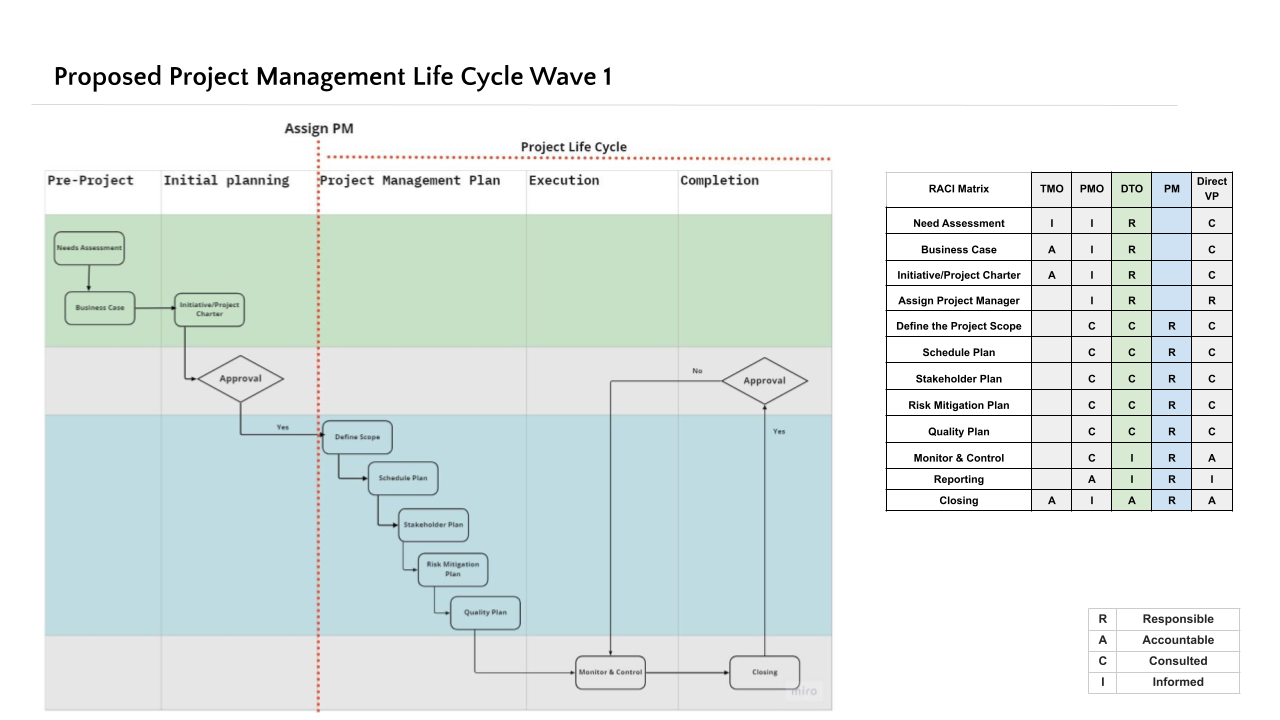 Proposed Project Management Life Cycle Wave 1
Assign PM
Project Life Cycle
Pre-Project
Initial planning
Project Management Plan
Execution
Completion
Needs Assessment
Business Case
Initiative/Project
Charter
Approval
Yes
Define Scope
Schedule Plan
Stakeholder Plan
Risk Mitigation
Plan
Quality Plan
Monitor & Control
Closing
No
Approval
Yes
miro
RACI Matrix TMO PMO DTO PM Direct
VP
Need Assessment I I R C
Business Case A I R C
Initiative/Project Charter A I R C
Assign Project Manager I R R
Define the Project Scope C C R C
Schedule Plan C C R C
Stakeholder Plan C C R C
Risk Mitigation Plan C C R C
Quality Plan C C R C
Monitor & Control C I R A
Reporting A I R I
Closing A I A R A
R Responsible
A Accountable
C Consulted
I Informed